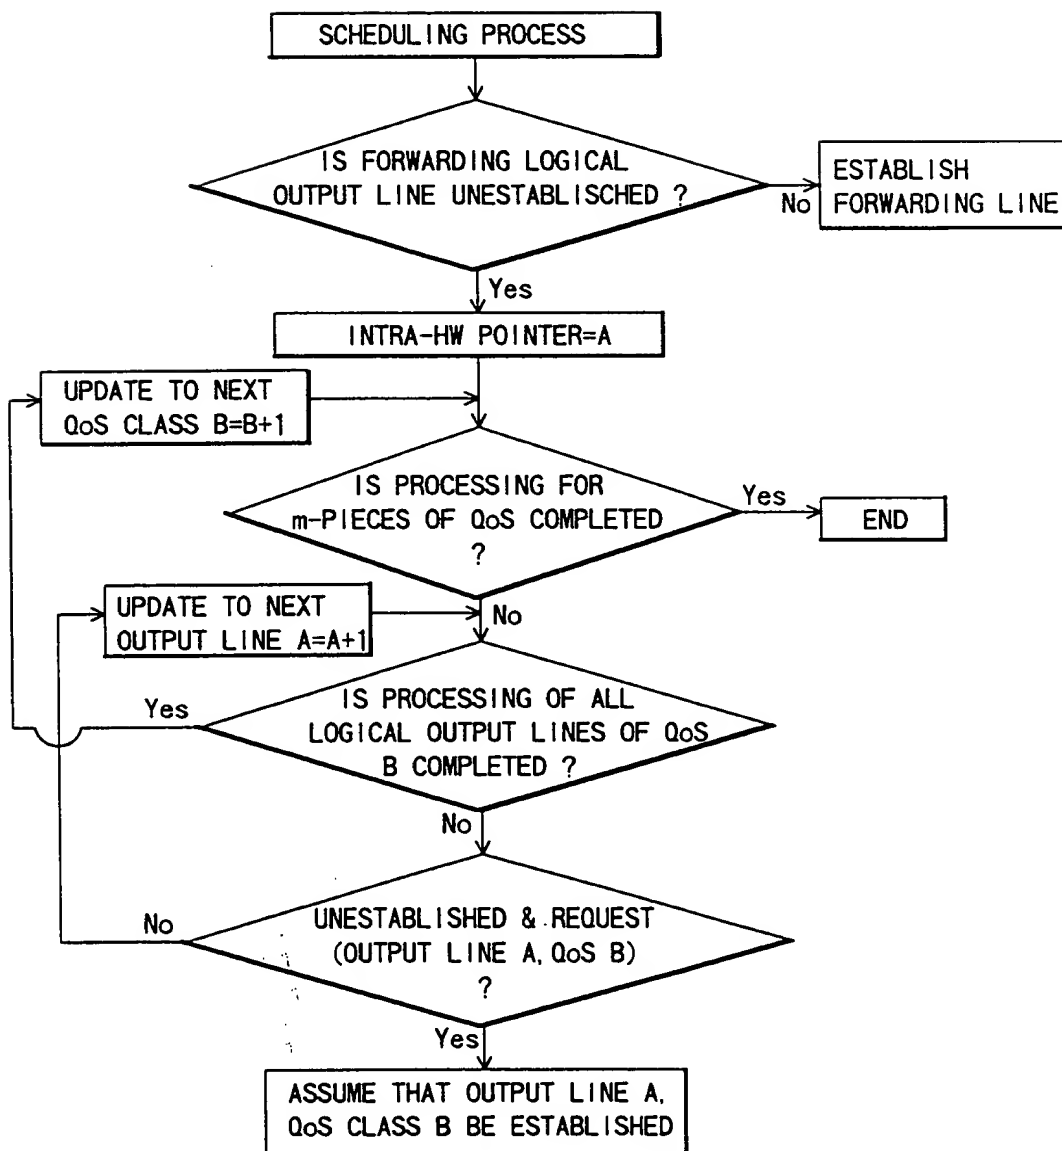 SCHEDULING PROCESS
IS FORWARDING LOGICAL
OUTPUT LINE UNESTABLISCHED ?
No
ESTABLISH
FORWARDING LINE
Yes
INTRA-HW POINTER=A
UPDATE TO NEXT
QoS CLASS B=B+1
IS PROCESSING FOR
m-PIECES OF QoS COMPLETED
?
Yes
END
UPDATE TO NEXT
OUTPUT LINE A=A+1
No
IS PROCESSING OF ALL
LOGICAL OUTPUT LINES OF QoS
B COMPLETED ?
Yes
No
UNESTABLISHED & REQUEST
(OUTPUT LINE A, QoS B)
?
No
Yes
ASSUME THAT OUTPUT LINE A,
QoS CLASS B BE ESTABLISHED